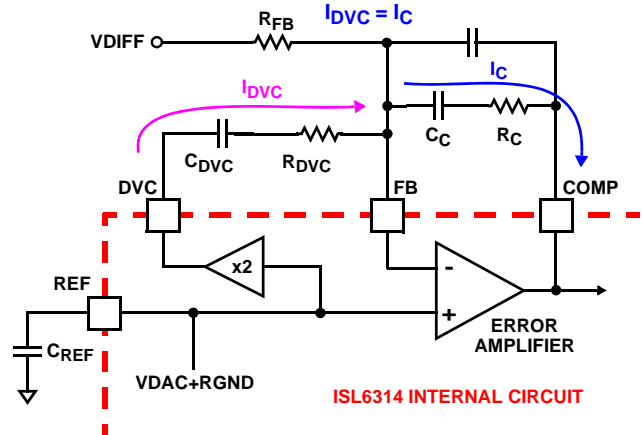 RFB
IDVC = IC
VDIFF
IDVC
IC
CDVC
RDVC
CC
RC
DVC
FB
COMP
x2
REF
-
+
CREF
ERROR
AMPLIFIER
VDAC+RGND
ISL6314 INTERNAL CIRCUIT